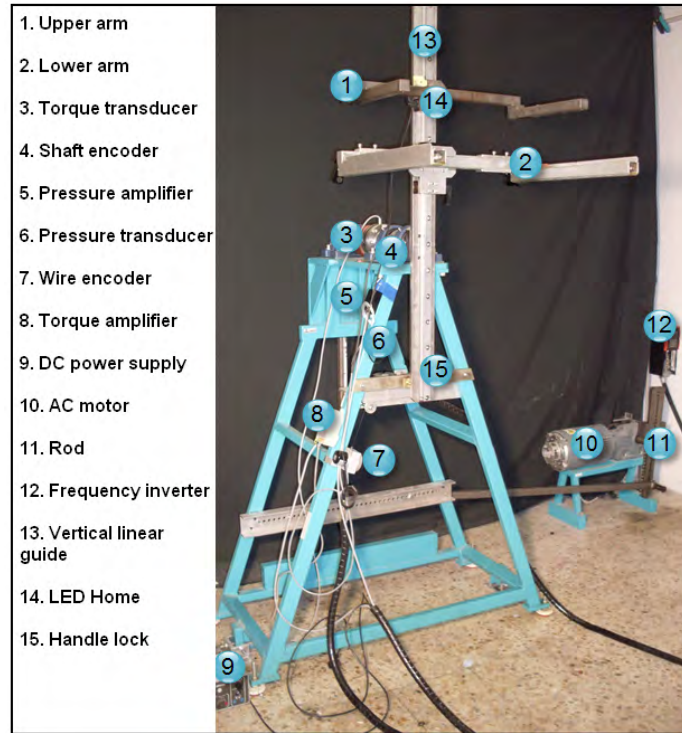 1. Upper arm
2. Lower arm
3. Torque transducer
4. Shaft encoder
5. Pressure amplifier
6. Pressure transducer
7. Wire encoder
8. Torque amplifier
9. DC power supply
10. AC motor
11. Rod
12. Frequency inverter
13. Vertical linear
guide
14. LED Home
15. Handle lock
13
1
14
2
3
4
5
12
6
15
8
10
11
7
9